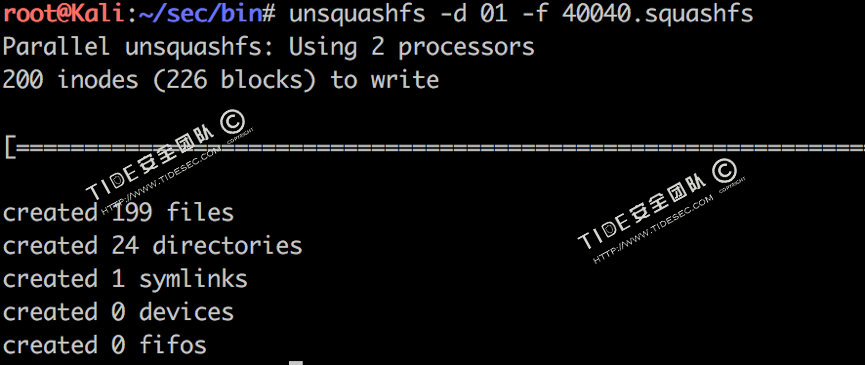 root@Kali:~/sec/bin# unsquashfs -d 01 -f 40040.squashfs
Parallel unsquashfs: Using 2 processors
200 inodes (226 blocks) to write
[===============================================================
TIDE安全团队 © COPYRIGHT
HTTP://WWW.TIDESEC.COM
created 199 files
TIDE安全团队 © COPYRIGHT
HTTP://WWW.TIDESEC.COM
created 24 directories
created 1 symlinks
created 0 devices
created 0 fifos